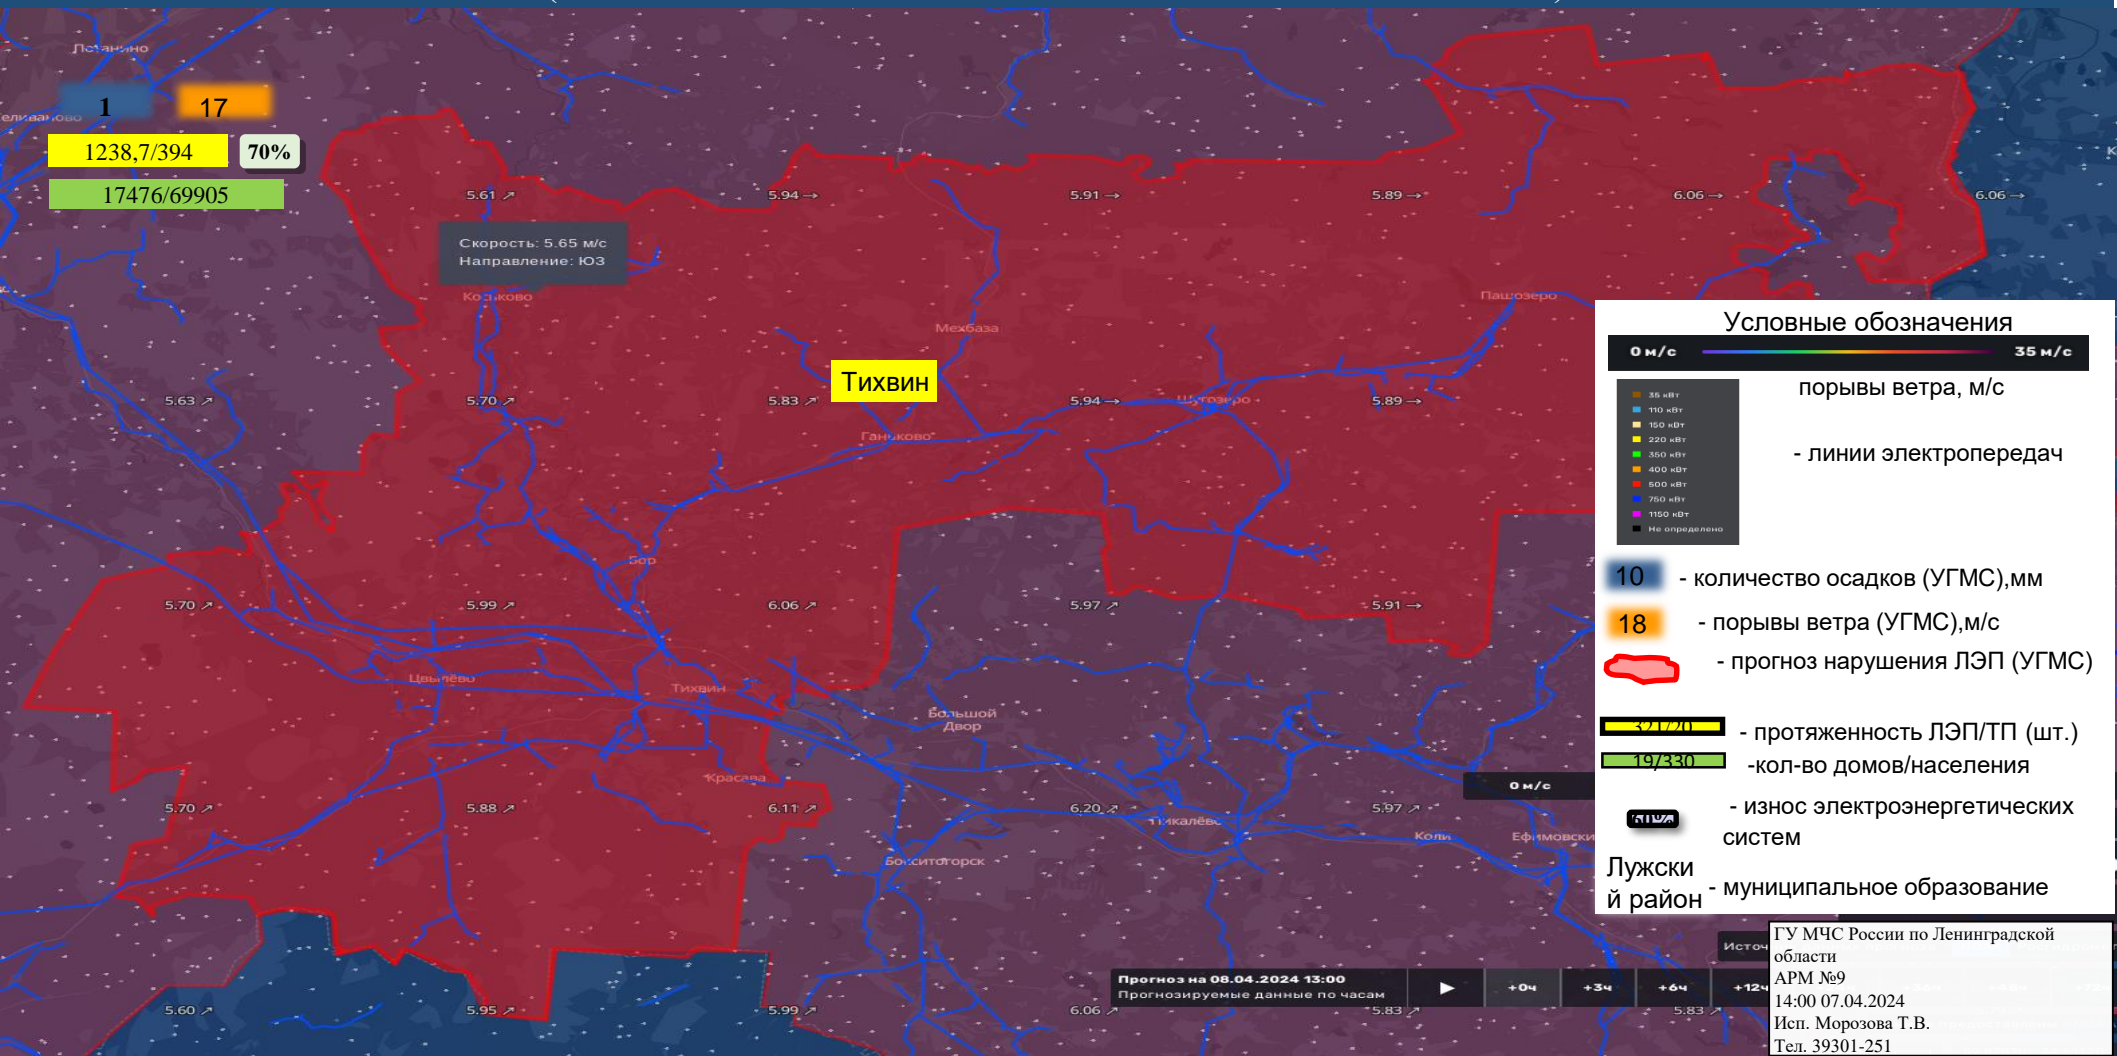 Потанино
1
17
1238,7/394
70%
17476/69905
5.61 ↗
5.94 →
5.91 →
5.89 →
6.06 →
6.06 →
Скорость: 5.65 м/с
Направление: ЮЗ
Коськово
Пашозеро
Мехбаза
Тихвин
5.63 ↗
5.70 ↗
5.83 ↗
5.94 →
Шугозеро
5.89 →
Ганьково
Бор
5.70 ↗
5.99 ↗
6.06 ↗
5.97 ↗
5.91 →
Цвылёво
Тихвин
Большой
Двор
Красава
5.70 ↗
5.88 ↗
6.11 ↗
6.20 ↗
5.97 ↗
Пикалёво
Коли
Ефимовски
Бокситогорск
0 м/с
5.60 ↗
5.95 ↗
5.99 ↗
6.06 ↗
5.83 ↗
5.83 ↗
Условные обозначения
0 м/с
35 м/с
порывы ветра, м/с
35 кВт
110 кВт
150 кВт
220 кВт
350 кВт
400 кВт
500 кВт
750 кВт
1150 кВт
Не определено
- линии электропередач
10 - количество осадков (УГМС),мм
18 - порывы ветра (УГМС),м/с
- прогноз нарушения ЛЭП (УГМС)
321/20 - протяженность ЛЭП/ТП (шт.)
19/330 -кол-во домов/населения
- износ электроэнергетических
систем
Лужски
й район
- муниципальное образование
Источ
Прогноз на 08.04.2024 13:00
Прогнозируемые данные по часам
+0ч
+3ч
+6ч
+12ч
ГУ МЧС России по Ленинградской
области
АРМ №9
14:00 07.04.2024
Исп. Морозова Т.В.
Тел. 39301-251